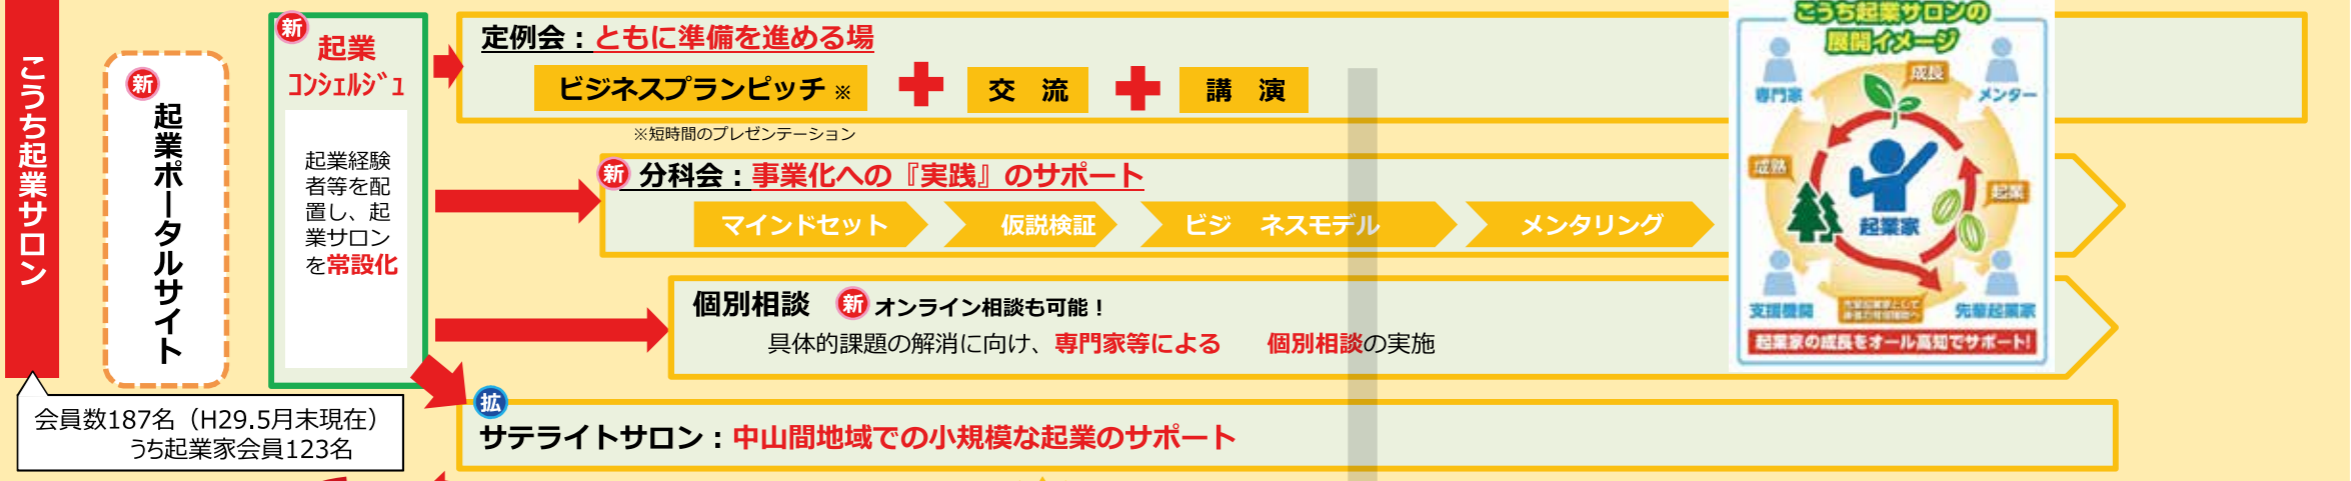 こうち起業サロン
新
起業ポータルサイト
新
起業
ｺﾝｼｪﾙｼﾞｭ
起業経験
者等を配
置し、起
業サロン
を常設化
定例会：ともに準備を進める場
ビジネスプランピッチ ※
交 流
講 演
※短時間のプレゼンテーション
新 分科会：事業化への『実践』のサポート
マインドセット
仮説検証
ビジ ネスモデル
メンタリング
個別相談 新 オンライン相談も可能！
具体的課題の解消に向け、専門家等による 個別相談の実施
拡
サテライトサロン：中山間地域での小規模な起業のサポート
会員数187名（H29.5月末現在）
うち起業家会員123名
こうち起業サロンの
展開イメージ
成長
専門家
メンター
成熟
起業
起業家
支援機関
先輩起業家
起業家の成長をオール高知でサポート!